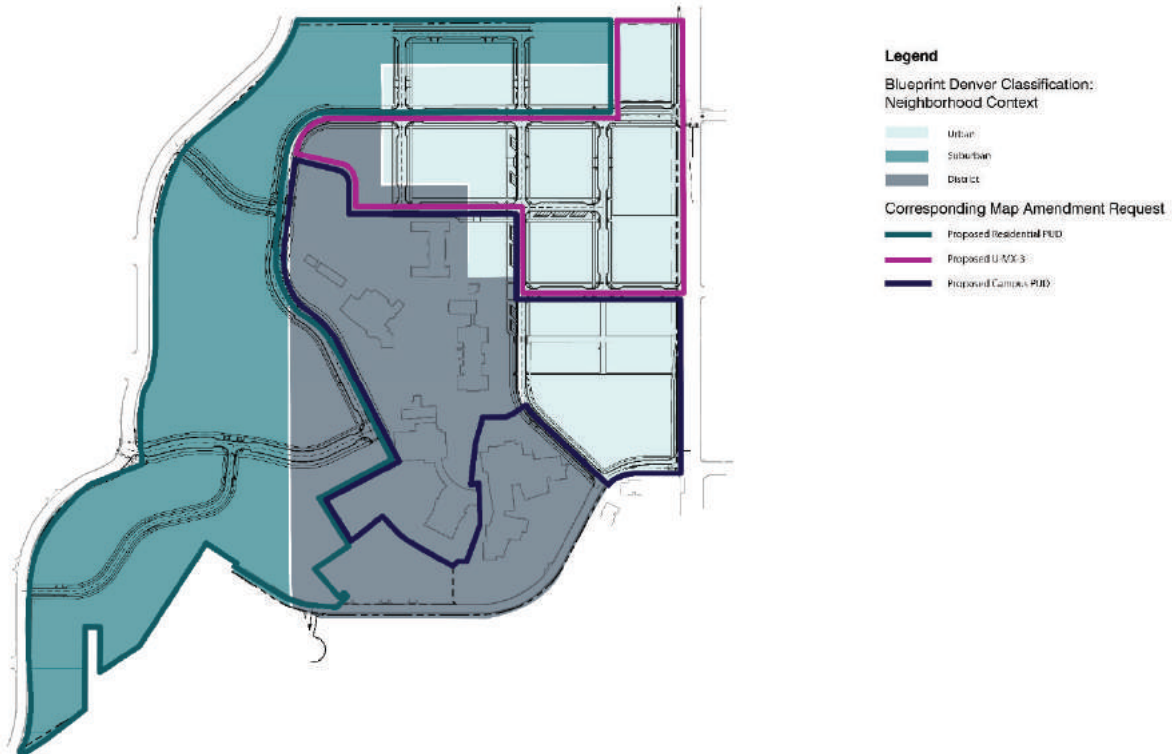 Legend
Blueprint Denver Classification:
Neighborhood Context
Urban
Suburban
District
Corresponding Map Amendment Request
Proposed Residential PUD
Proposed U-MX-3
Proposed Campus PUD